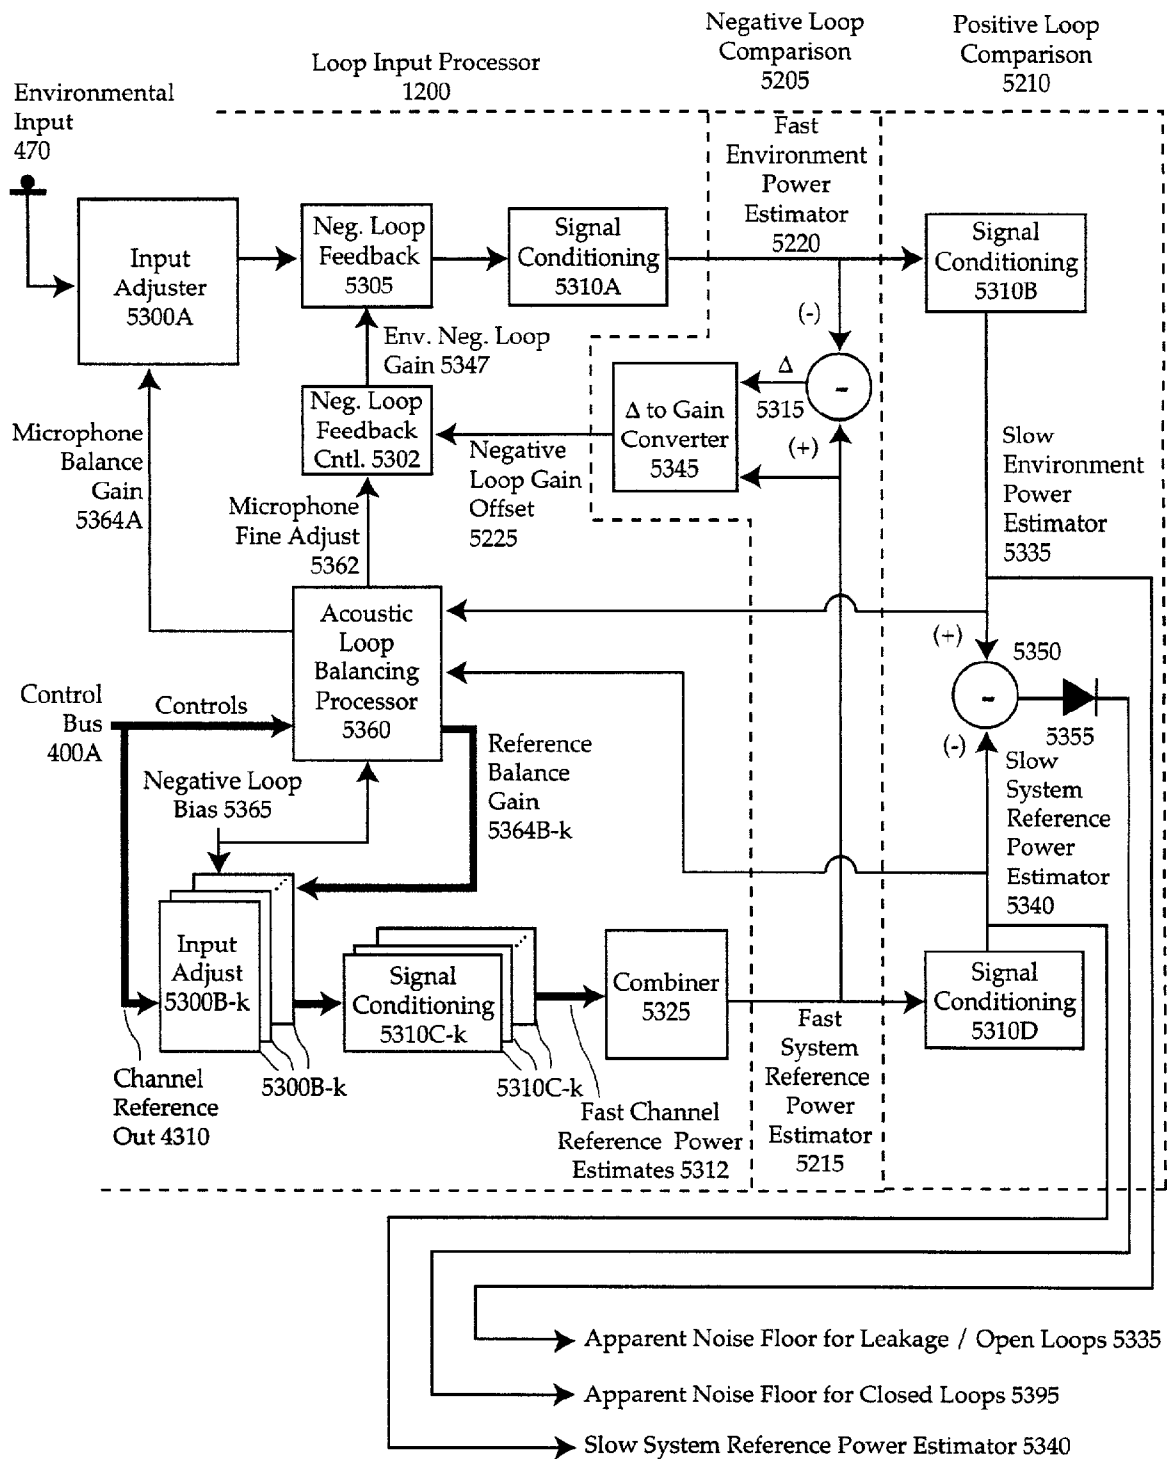 Negative Loop
Comparison
5205
Positive Loop
Comparison
5210
Loop Input Processor
1200
Environmental
Input
470
Fast
Environment
Power
Estimator
5220
Input
Adjuster
5300A
Neg. Loop
Feedback
5305
Signal
Conditioning
5310A
Signal
Conditioning
5310B
(-)
Env. Neg. Loop
Gain 5347
Δ
5315
-
Δ to Gain
Converter
5345
(+)
Neg. Loop
Feedback
Cntl. 5302
Microphone
Balance
Gain
5364A
Negative
Loop Gain
Offset
5225
Slow
Environment
Power
Estimator
5335
Microphone
Fine Adjust
5362
Acoustic
Loop
Balancing
Processor
5360
(+)
5350
-
5355
(-)
Control
Bus
400A
Controls
Reference
Balance
Gain
5364B-k
Slow
System
Reference
Power
Estimator
5340
Negative Loop
Bias 5365
Input
Adjust
5300B-k
Signal
Conditioning
5310C-k
Combiner
5325
Signal
Conditioning
5310D
5300B-k
5310C-k
Channel
Reference
Out 4310
Fast Channel
Reference Power
Estimates 5312
Fast
System
Reference
Power
Estimator
5215
Apparent Noise Floor for Leakage / Open Loops 5335
Apparent Noise Floor for Closed Loops 5395
Slow System Reference Power Estimator 5340